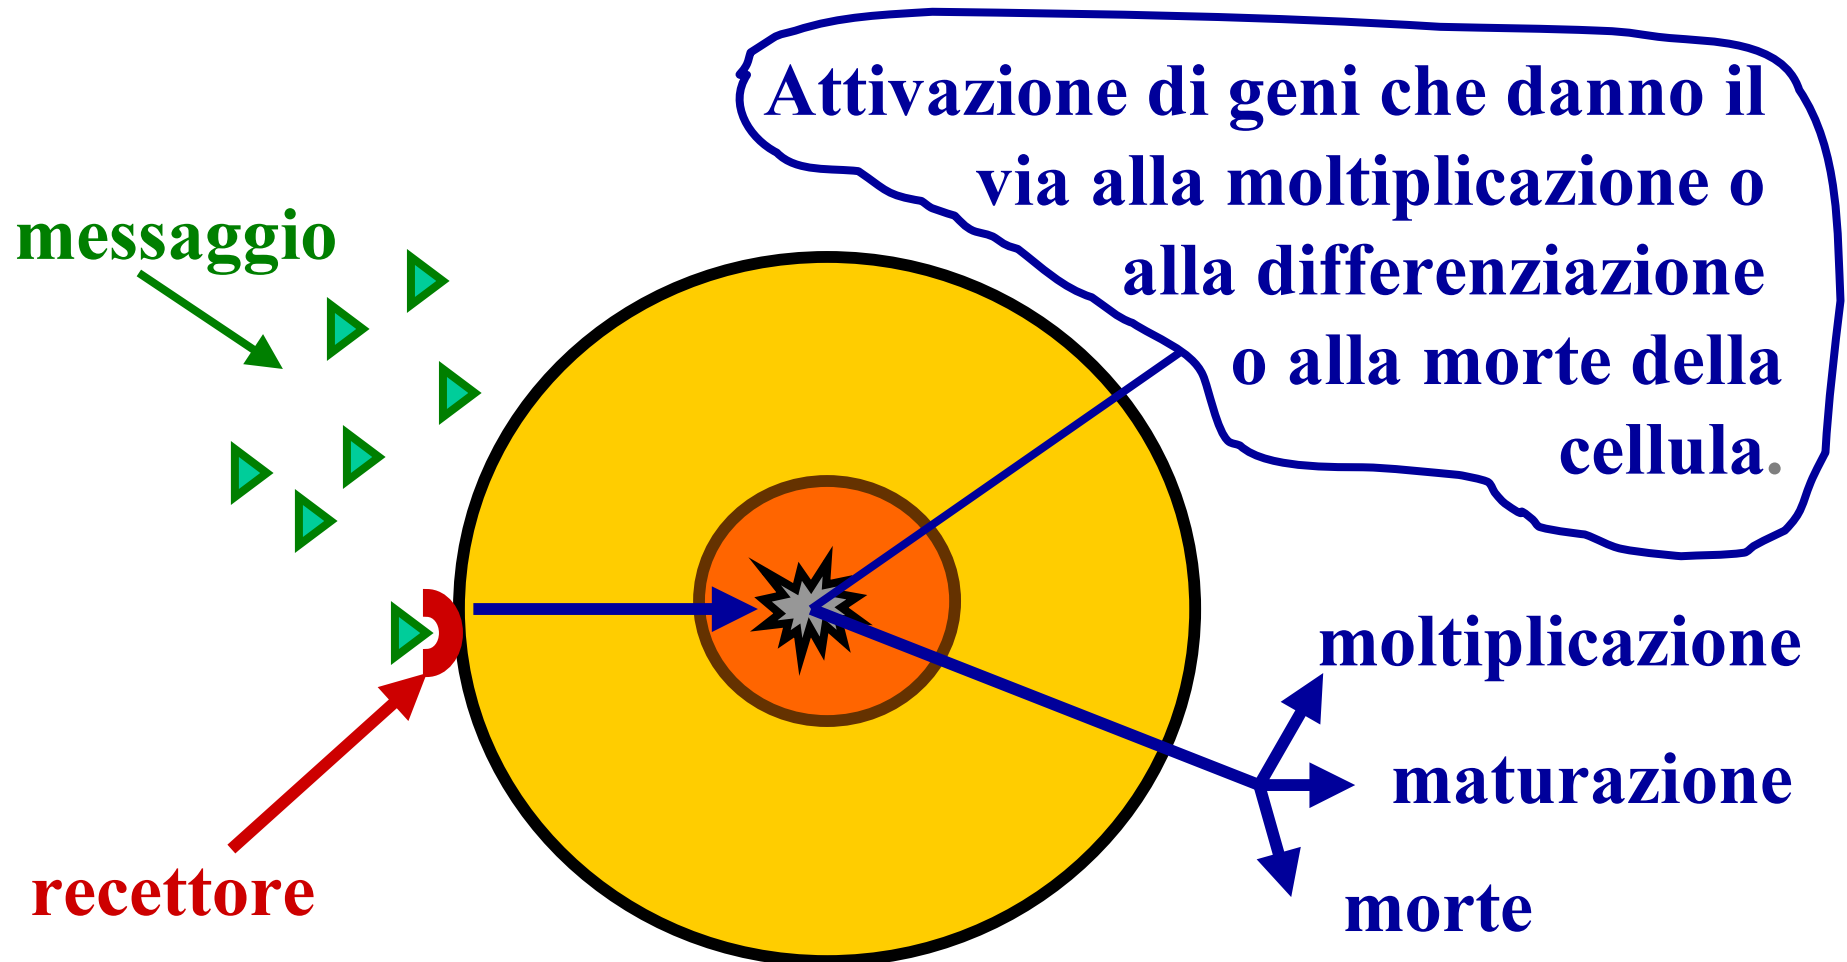 Attivazione di geni che danno il
via alla moltiplicazione o
alla differenziazione
o alla morte della
cellula.
messaggio
recettore
moltiplicazione
maturazione
morte